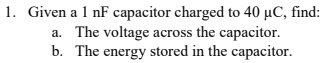 1. Given a 1 nF capacitor charged to 40 µC, find:
a. The voltage across the capacitor.
b. The energy stored in the capacitor.